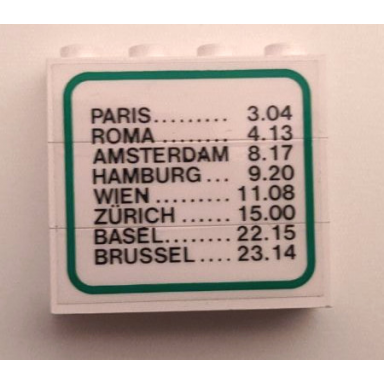 PARIS......... 3.04
ROMA ........ 4.13
AMSTERDAM 8.17
HAMBURG... 9.20
WIEN .......... 11.08
ZÜRICH ...... 15.00
BASEL........ 22.15
BRUSSEL .... 23.14